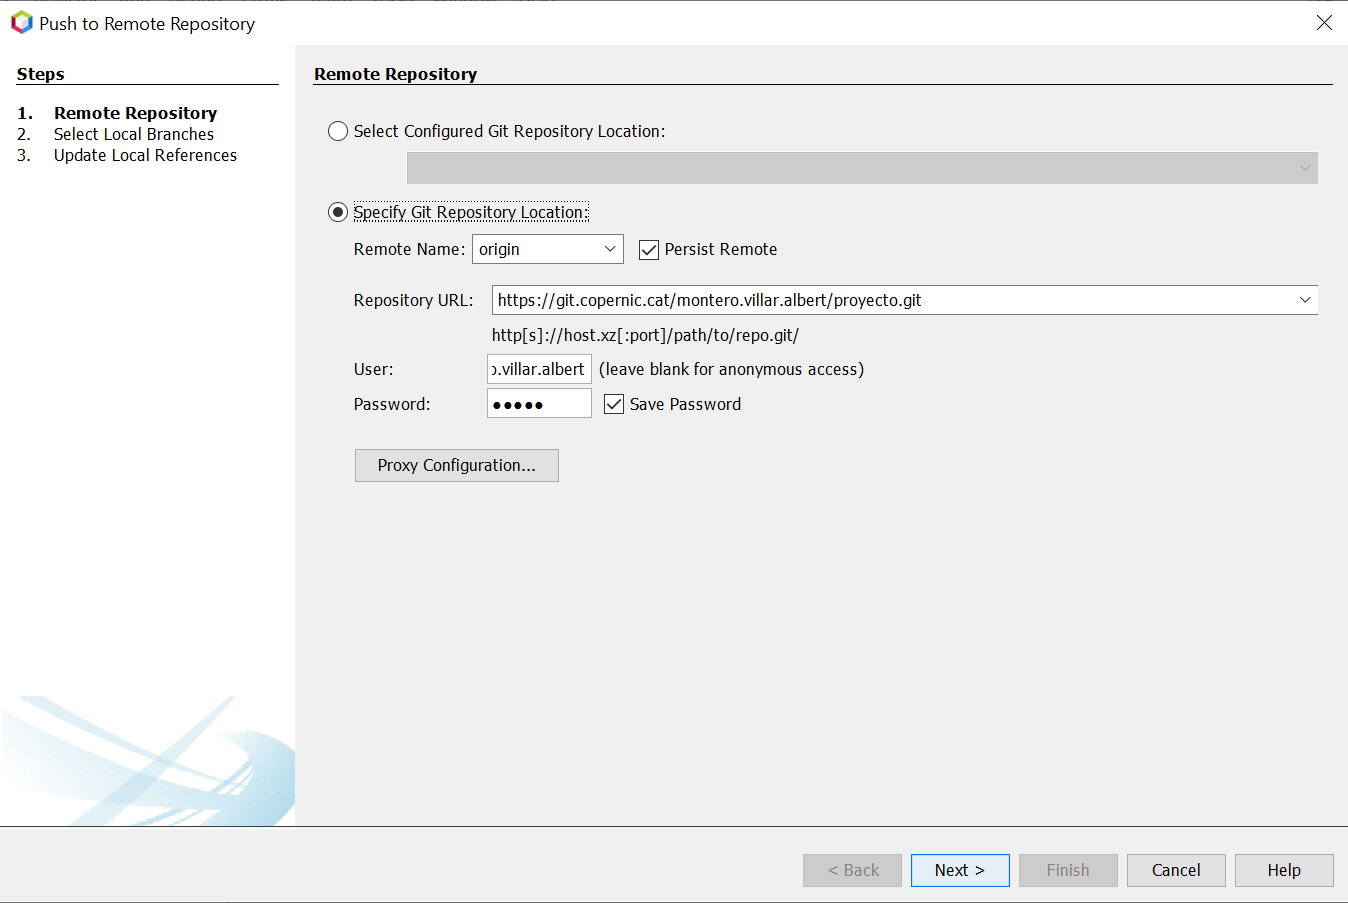 Push to Remote Repository
Steps
1. Remote Repository
2. Select Local Branches
3. Update Local References
Remote Repository
Select Configured Git Repository Location:
Specify Git Repository Location:
Remote Name: origin Persist Remote
Repository URL: https://git.copernic.cat/montero.villar.albert/proyecto.git
http[s]://host.xz[:port]/path/to/repo.git/
User: o.villar.albert (leave blank for anonymous access)
Password: ●●●●● Save Password
Proxy Configuration...
< Back Next > Finish Cancel Help